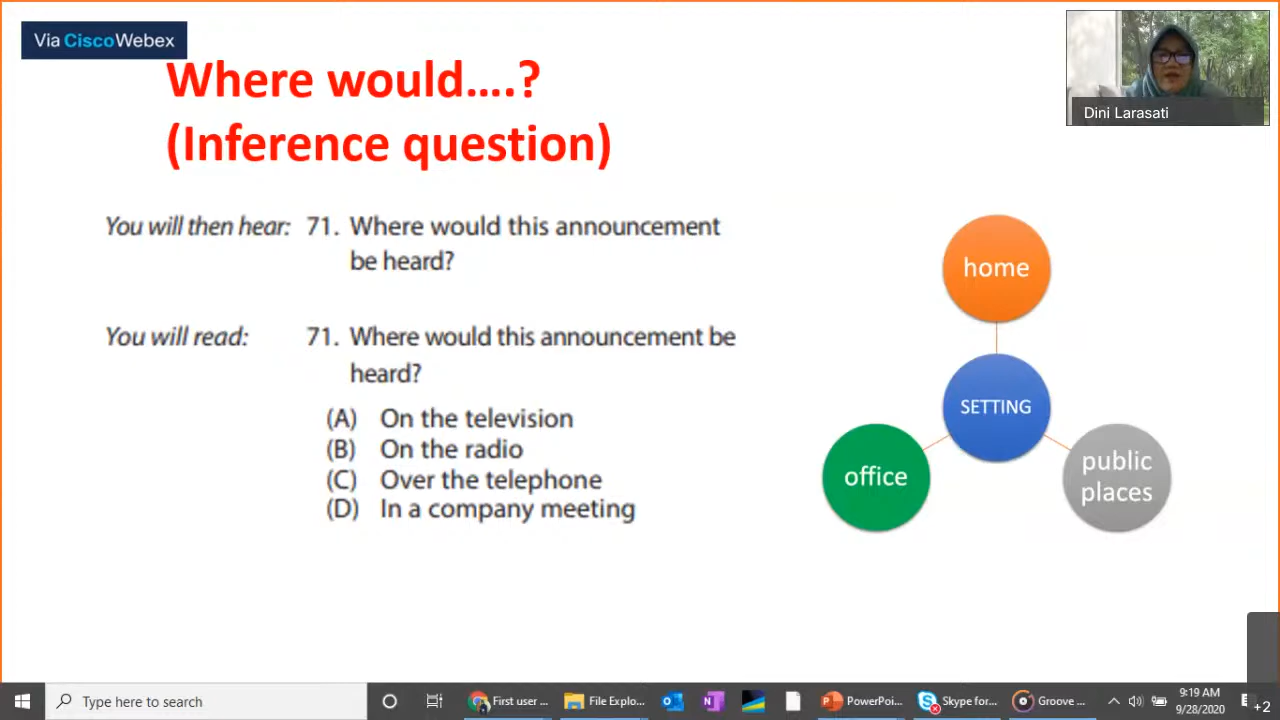 Via CiscoWebex
Where would....?
(Inference question)
Dini Larasati
You will then hear: 71. Where would this announcement
be heard?
You will read: 71. Where would this announcement be
heard?
(A) On the television
(B) On the radio
(C) Over the telephone
(D) In a company meeting
home
SETTING
office
public
places
Type here to search
First user ...
File Explo...
PowerPoi...
Skype for...
Groove ...
9:19 AM
9/28/2020
+2